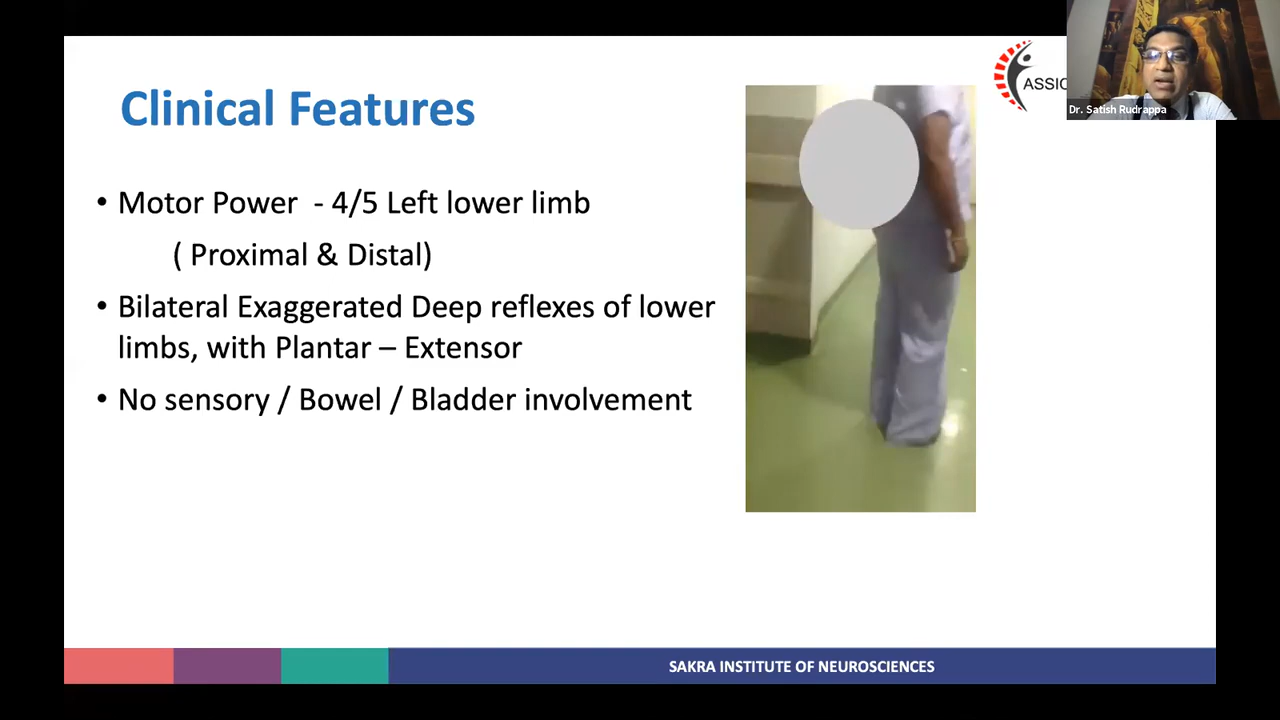 Clinical Features
ASSIC
Dr. Satish Rudrappa
• Motor Power - 4/5 Left lower limb
( Proximal & Distal)
• Bilateral Exaggerated Deep reflexes of lower
limbs, with Plantar – Extensor
• No sensory / Bowel / Bladder involvement
SAKRA INSTITUTE OF NEUROSCIENCES